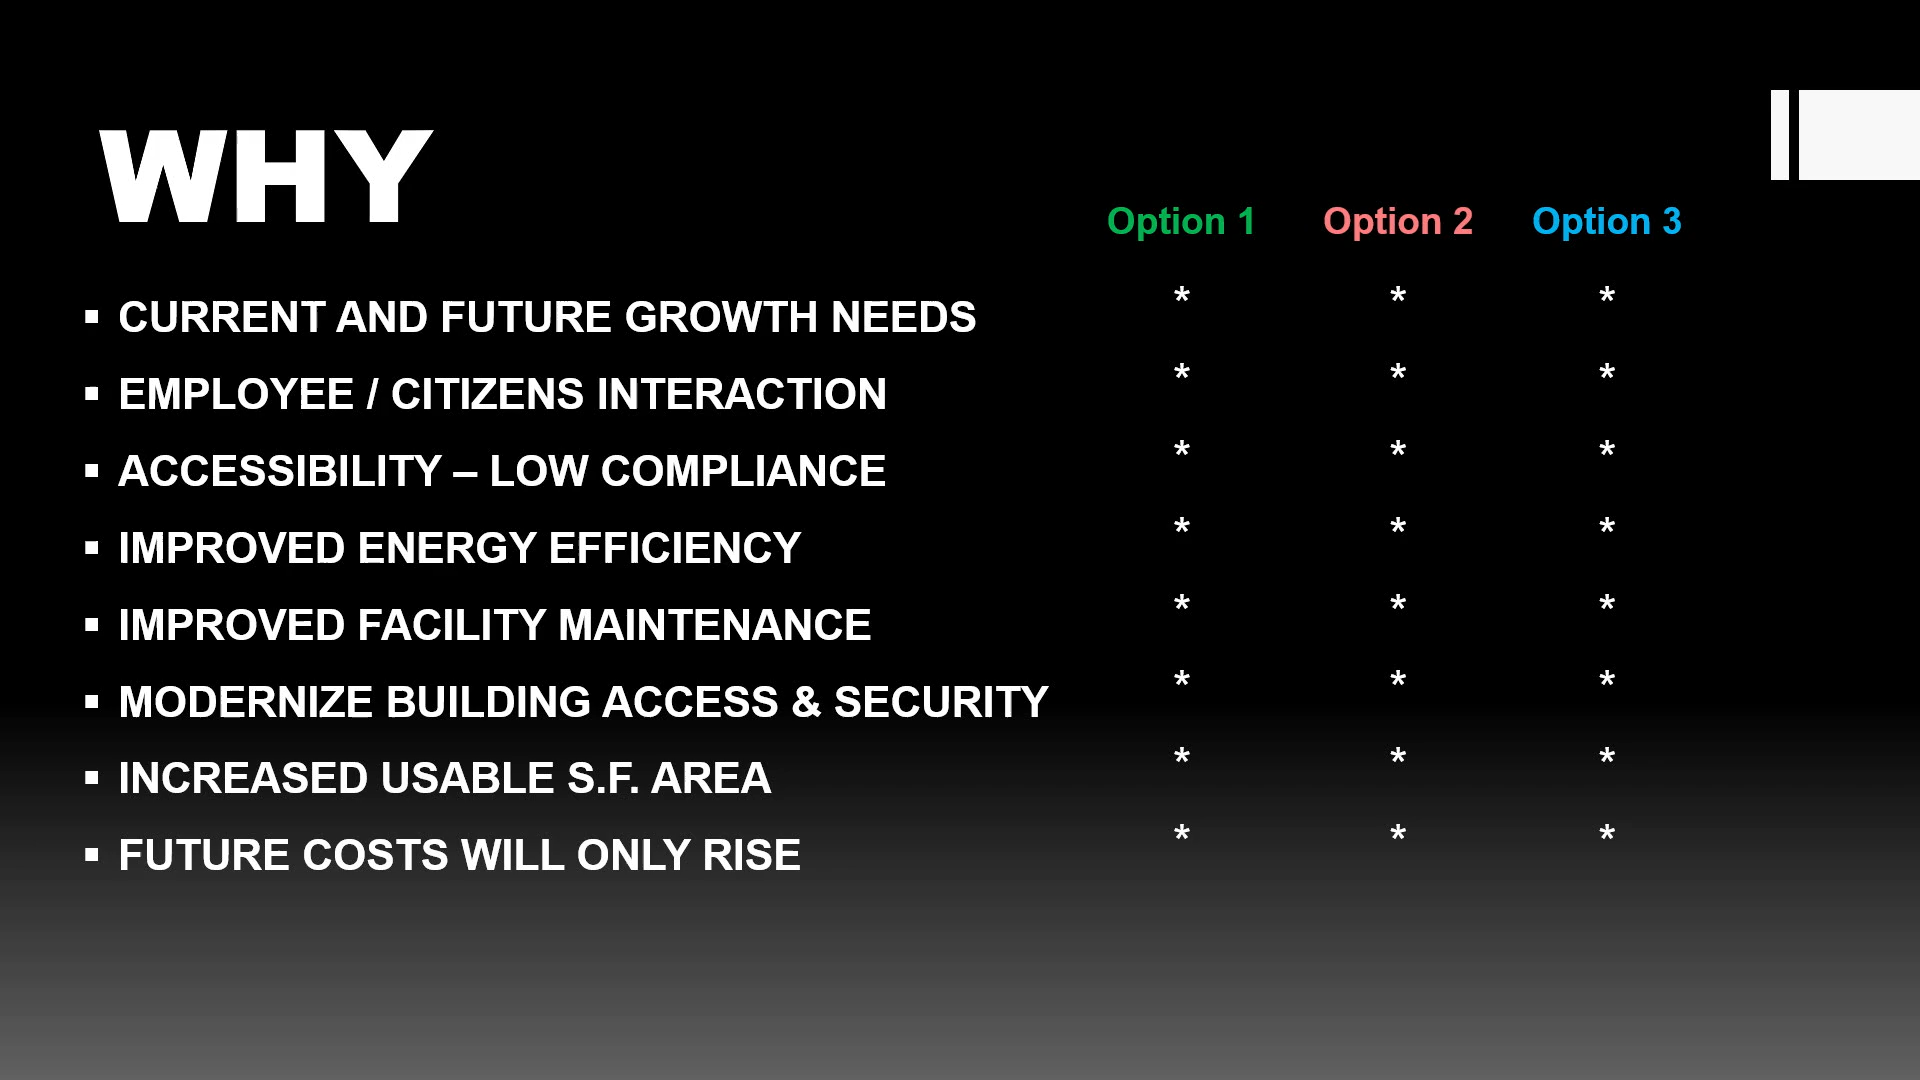 WHY
Option 1 Option 2 Option 3
▪ CURRENT AND FUTURE GROWTH NEEDS * * *
▪ EMPLOYEE / CITIZENS INTERACTION * * *
▪ ACCESSIBILITY – LOW COMPLIANCE * * *
▪ IMPROVED ENERGY EFFICIENCY * * *
▪ IMPROVED FACILITY MAINTENANCE * * *
▪ MODERNIZE BUILDING ACCESS & SECURITY * * *
▪ INCREASED USABLE S.F. AREA * * *
▪ FUTURE COSTS WILL ONLY RISE * * *